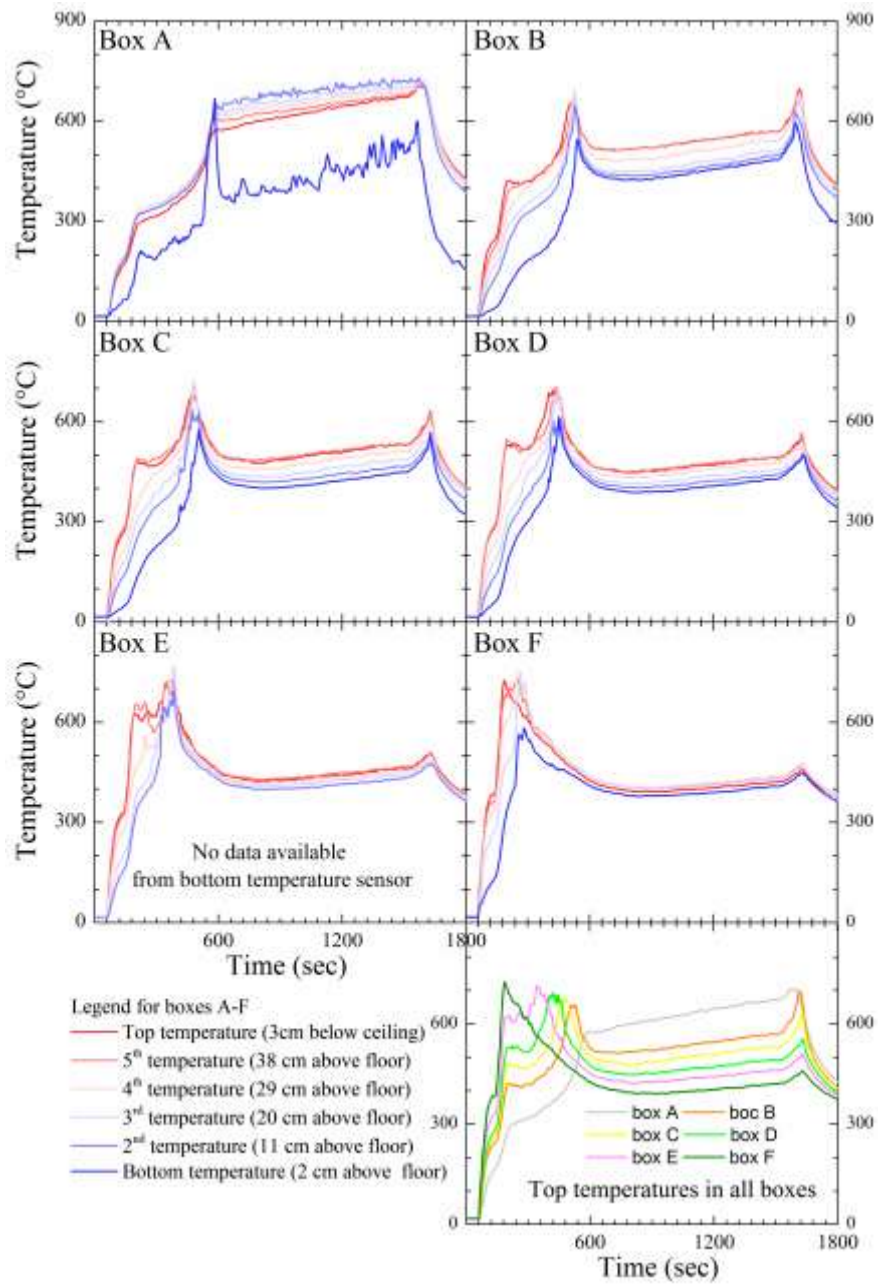 900
Box A
Box B
900
Temperature (°C)
600
600
300
300
0
0
Box C
Box D
Temperature (°C)
600
600
300
300
0
0
Box E
Box F
Temperature (°C)
600
600
300
300
No data available
from bottom temperature sensor
0
0
600
1200
1800
Time (sec)
Legend for boxes A-F
Top temperature (3cm below ceiling)
5th temperature (38 cm above floor)
4th temperature (29 cm above floor)
3rd temperature (20 cm above floor)
2nd temperature (11 cm above floor)
Bottom temperature (2 cm above floor)
600
300
0
box A
boc B
box C
box D
box E
box F
Top temperatures in all boxes
600
1200
1800
Time (sec)